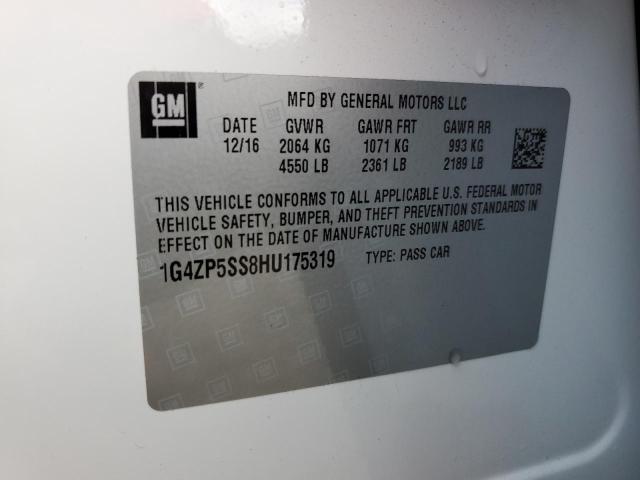 GM
MFD BY GENERAL MOTORS LLC
DATE GVWR GAWR FRT GAWR RR
12/16 2064 KG 1071 KG 993 KG
4550 LB 2361 LB 2189 LB
THIS VEHICLE CONFORMS TO ALL APPLICABLE U.S. FEDERAL MOTOR
VEHICLE SAFETY, BUMPER, AND THEFT PREVENTION STANDARDS IN
EFFECT ON THE DATE OF MANUFACTURE SHOWN ABOVE.
1G4ZP5SS8HU175319 TYPE: PASS CAR